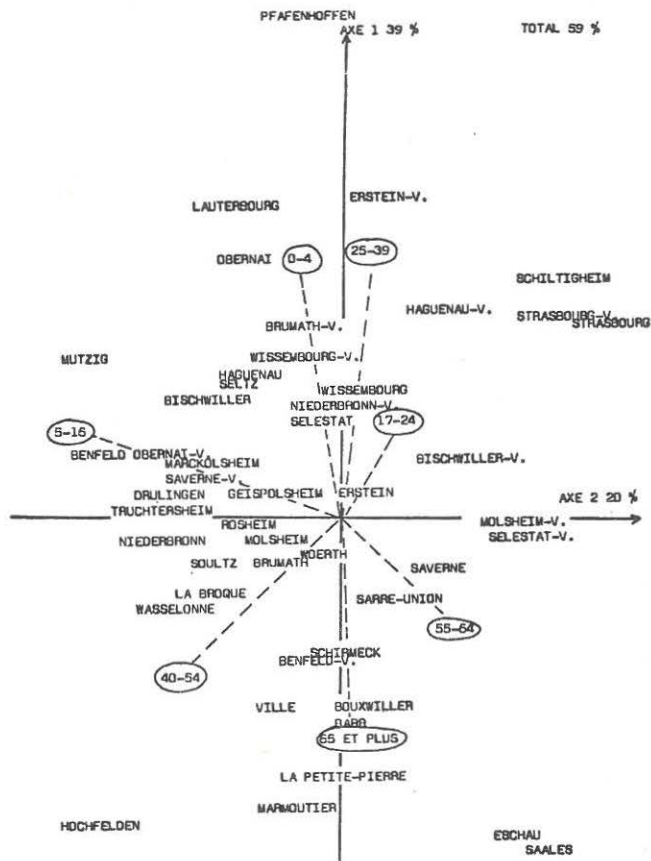 PFAFENHOFFEN
AXE 1 39 %
TOTAL 59 %
LAUTERBOURG
ERSTEIN-V.
OBERNAI
0-4
25-39
SCHILTIGHEIM
HAGUENAU-V.
STRASBOURG-V.
STRASBOURG
BRUMATH-V.
MUTZIG
WISSEMBOURG-V.
HAGUENAU
SELTZ
BISCHWILLER
WISSEMBOURG
NIEDERBRONN-V.
SELESTAT
17-24
5-16
BENFELD OBERNAI-V.
MARCKOLSHEIM
BISCHWILLER-V.
SAVERNE-V.
DRULINGEN
GEISPOLSHEIM
ERSTEIN
AXE 2 20 %
TRUCHTERSHEIM
ROSHEIM
MOLSHEIM-V.
NIEDERBRONN
MOLSHEIM
SELESTAT-V.
WOERTH
SOULTZ
BRUMATH
SAVERNE
LA BROQUE
WASSELONNE
SARRE-UNION
55-64
SCHIRMECK
BENFELD-V.
40-54
VILLE
BOUXWILLER
BARR
65 ET PLUS
LA PETITE-PIERRE
MARMOUTIER
HOCHFELDEN
ESCHAU
SAALES